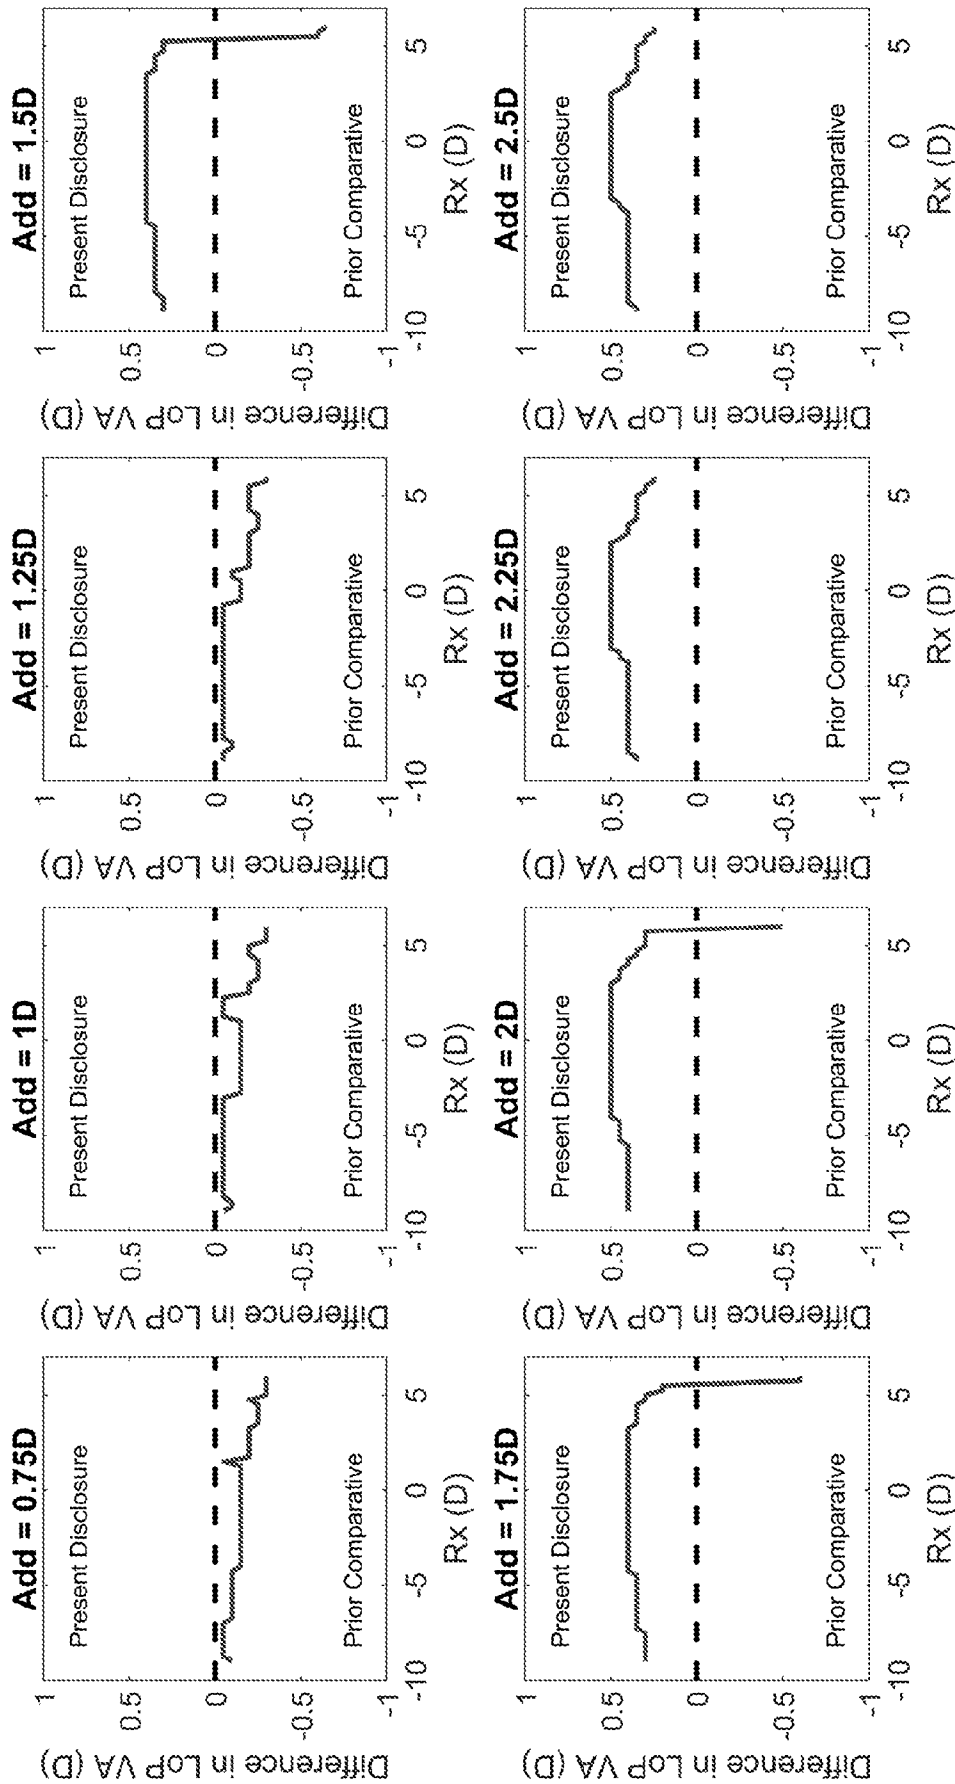 Add = 0.75D
Difference in LoP VA (D)
1
0.5
0
-0.5
-1
Present Disclosure
Prior Comparative
-10
-5
0
5
Rx (D)
Add = 1D
Difference in LoP VA (D)
1
0.5
0
-0.5
-1
Present Disclosure
Prior Comparative
-10
-5
0
5
Rx (D)
Add = 1.25D
Difference in LoP VA (D)
1
0.5
0
-0.5
-1
Present Disclosure
Prior Comparative
-10
-5
0
5
Rx (D)
Add = 1.5D
Difference in LoP VA (D)
1
0.5
0
-0.5
-1
Present Disclosure
Prior Comparative
-10
-5
0
5
Rx (D)
Add = 1.75D
Difference in LoP VA (D)
1
0.5
0
-0.5
-1
Present Disclosure
Prior Comparative
-10
-5
0
5
Rx (D)
Add = 2D
Difference in LoP VA (D)
1
0.5
0
-0.5
-1
Present Disclosure
Prior Comparative
-10
-5
0
5
Rx (D)
Add = 2.25D
Difference in LoP VA (D)
1
0.5
0
-0.5
-1
Present Disclosure
Prior Comparative
-10
-5
0
5
Rx (D)
Add = 2.5D
Difference in LoP VA (D)
1
0.5
0
-0.5
-1
Present Disclosure
Prior Comparative
-10
-5
0
5
Rx (D)